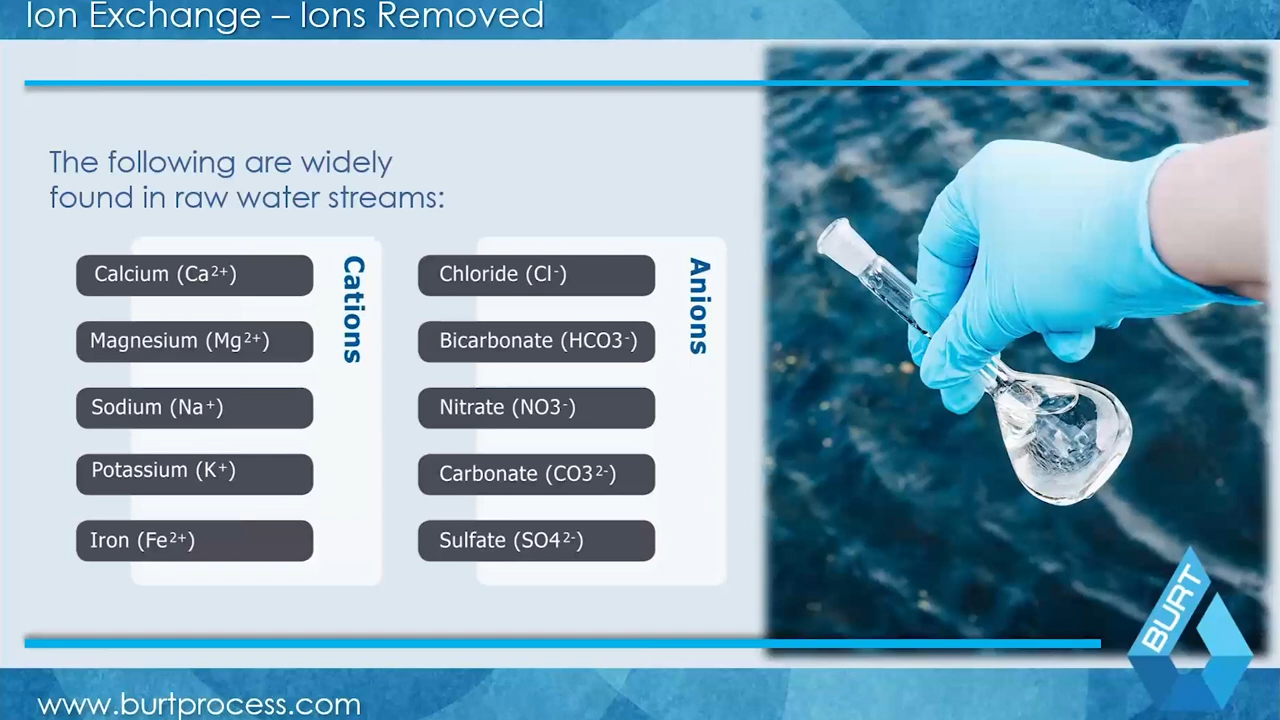 Ion Exchange – Ions Removed
The following are widely
found in raw water streams:
Cations
Calcium (Ca²⁺)
Magnesium (Mg²⁺)
Sodium (Na⁺)
Potassium (K⁺)
Iron (Fe²⁺)
Anions
Chloride (Cl⁻)
Bicarbonate (HCO3⁻)
Nitrate (NO3⁻)
Carbonate (CO3²⁻)
Sulfate (SO4²⁻)
BURT
www.burtprocess.com